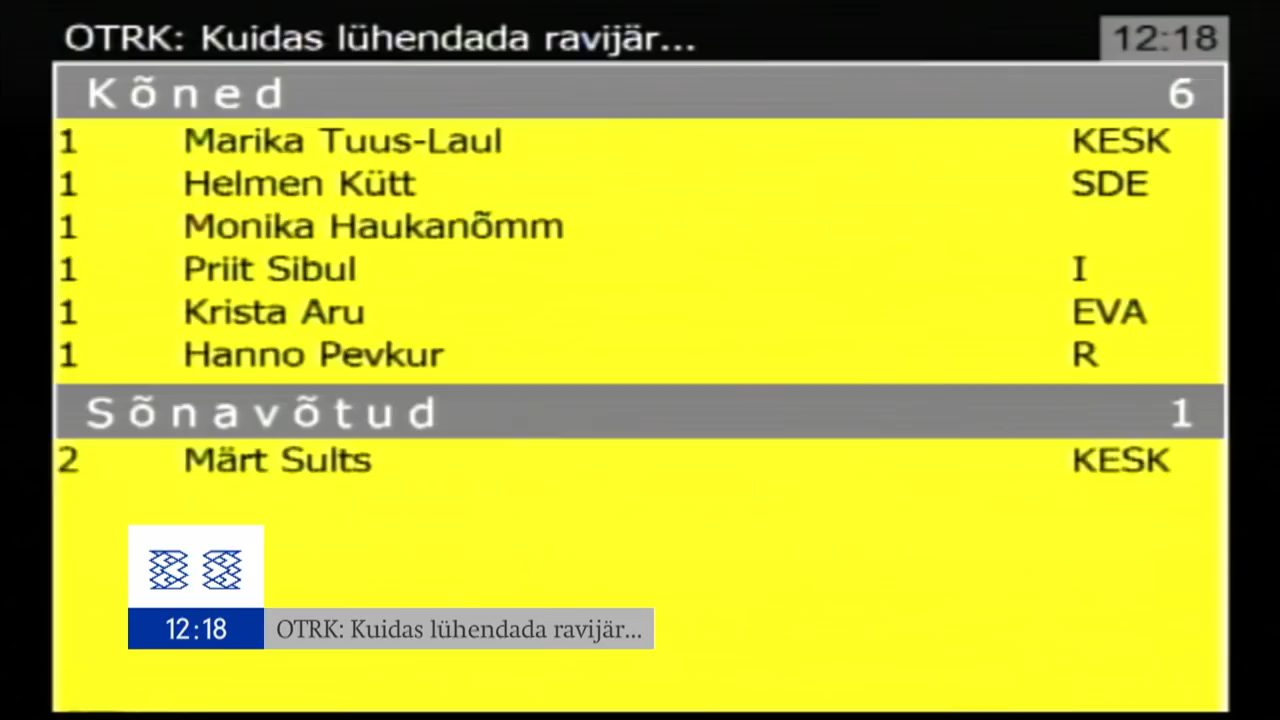 OTRK: Kuidas lühendada ravijär... 12:18
Kõned 6
1 Marika Tuus-Laul KESK
1 Helmen Kütt SDE
1 Monika Haukanõmm
1 Priit Sibul I
1 Krista Aru EVA
1 Hanno Pevkur R
Sõnavõtud 1
2 Märt Sults KESK
12:18 OTRK: Kuidas lühendada ravijär...